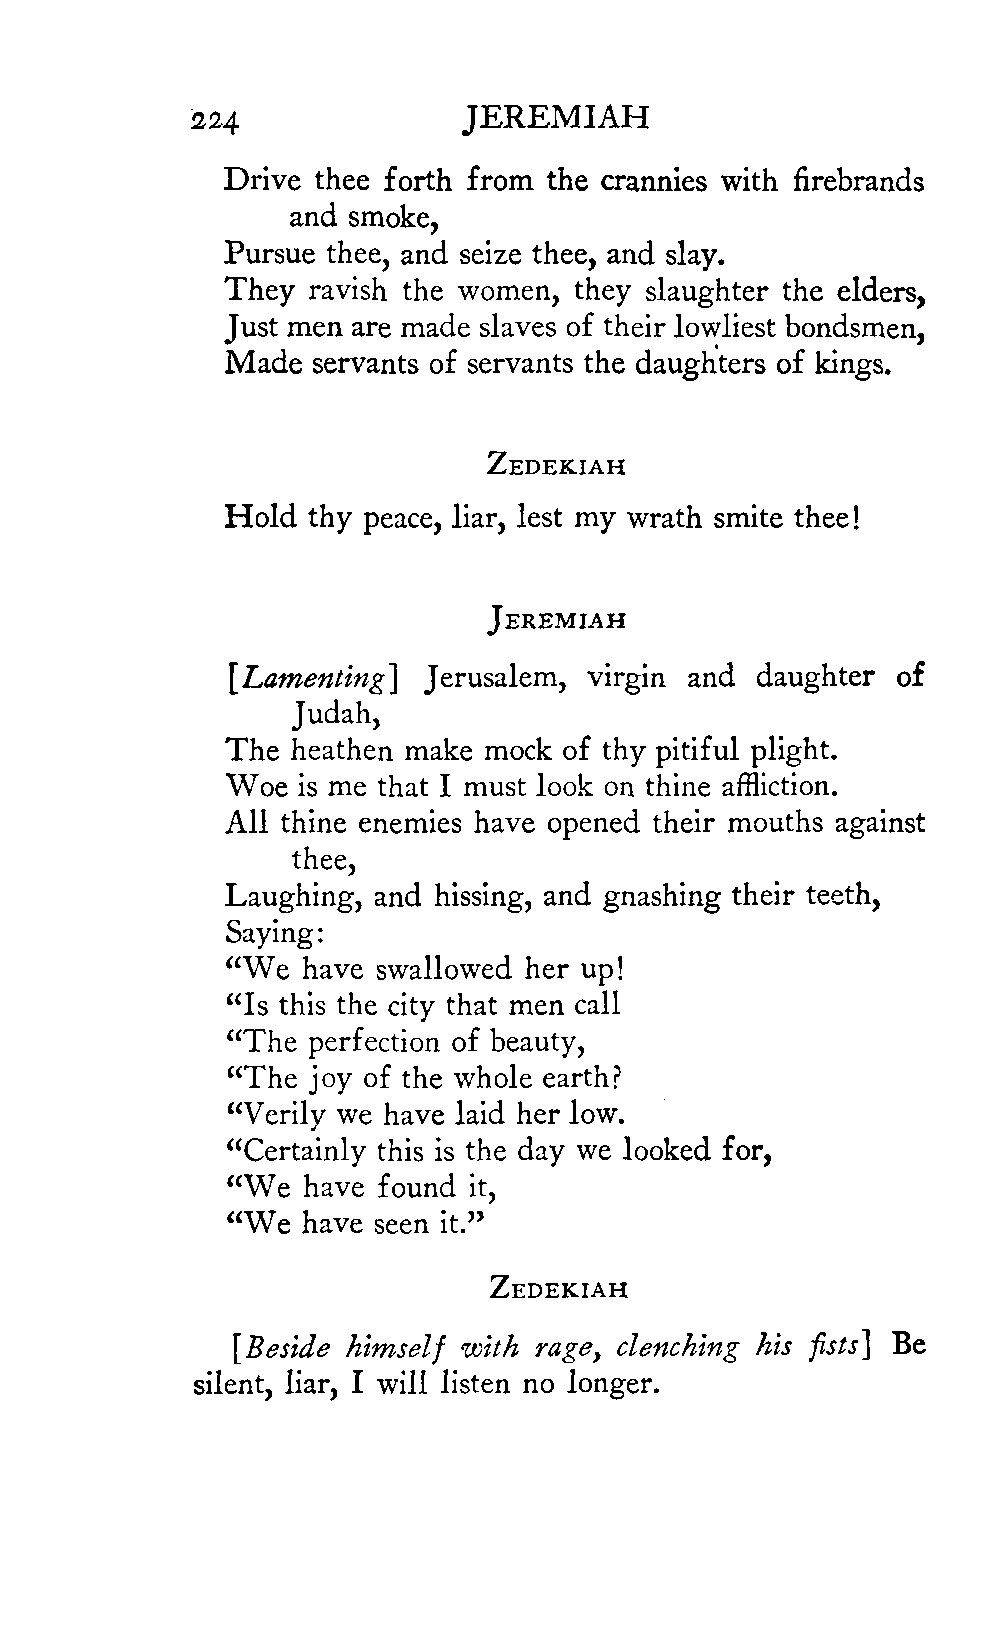 224 JEREMIAH
Drive thee forth from the crannies with firebrands
and smoke,
Pursue thee, and seize thee, and slay.
They ravish the women, they slaughter the elders,
Just men are made slaves of their lowliest bondsmen,
Made servants of servants the daughters of kings.
ZEDEKIAH
Hold thy peace, liar, lest my wrath smite thee!
JEREMIAH
[Lamenting] Jerusalem, virgin and daughter of
Judah,
The heathen make mock of thy pitiful plight.
Woe is me that I must look on thine affliction.
All thine enemies have opened their mouths against
thee,
Laughing, and hissing, and gnashing their teeth,
Saying:
“We have swallowed her up!
“Is this the city that men call
“The perfection of beauty,
“The joy of the whole earth?
“Verily we have laid her low.
“Certainly this is the day we looked for,
“We have found it,
“We have seen it.”
ZEDEKIAH
[Beside himself with rage, clenching his fists] Be
silent, liar, I will listen no longer.